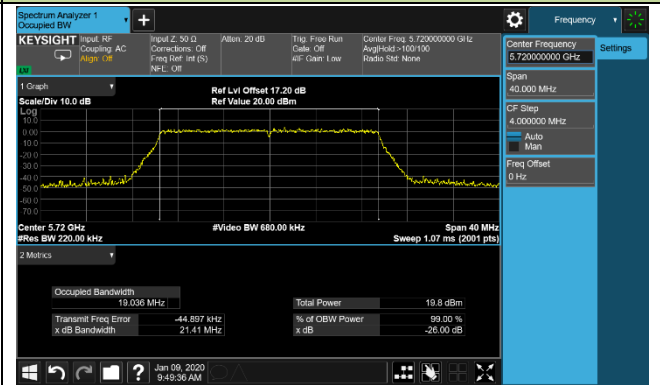 Spectrum Analyzer 1
Occupied BW
Frequency
KEYSIGHT
Input: RF
Coupling: AC
Align: Off
Input Z: 50 Ω
Corrections: Off
Freq Ref: Int (S)
NFE: Off
Atten: 20 dB
Trig: Free Run
Gate: Off
#IF Gain: Low
Center Freq: 5.720000000 GHz
Avg|Hold:>100/100
Radio Std: None
Center Frequency
5.720000000 GHz
Settings
Span
40.000 MHz
CF Step
4.000000 MHz
Auto
Man
Freq Offset
0 Hz
1 Graph
Scale/Div 10.0 dB
Ref Lvl Offset 17.20 dB
Ref Value 20.00 dBm
Log
10.0
0.00
-10.0
-20.0
-30.0
-40.0
-50.0
-60.0
-70.0
Center 5.72 GHz
#Video BW 680.00 kHz
Span 40 MHz
#Res BW 220.00 kHz
Sweep 1.07 ms (2001 pts)
2 Metrics
Occupied Bandwidth
19.036 MHz
Total Power
19.8 dBm
Transmit Freq Error
-44.897 kHz
% of OBW Power
99.00 %
x dB Bandwidth
21.41 MHz
x dB
-26.00 dB
Jan 09, 2020
9:49:36 AM